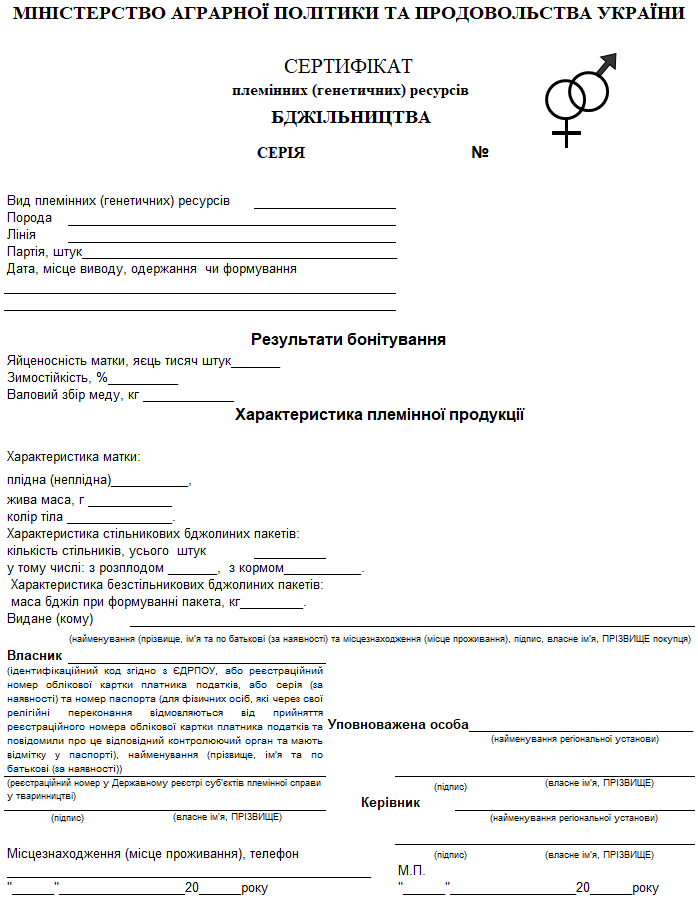 МІНІСТЕРСТВО АГРАРНОЇ ПОЛІТИКИ ТА ПРОДОВОЛЬСТВА УКРАЇНИ
СЕРТИФІКАТ
племінних (генетичних) ресурсів
БДЖІЛЬНИЦТВА
СЕРІЯ №
Вид племінних (генетичних) ресурсів
Порода
Лінія
Партія, штук
Дата, місце виводу, одержання чи формування
Результати бонітування
Яйценосність матки, яєць тисяч штук_______
Зимостійкість, %__________
Валовий збір меду, кг _____________
Характеристика племінної продукції
Характеристика матки:
плідна (неплідна)___________,
жива маса, г ____________
колір тіла _______________.
Характеристика стільникових бджолиних пакетів:
кількість стільників, усього штук
у тому числі: з розплодом _______, з кормом___________.
Характеристика безстільникових бджолиних пакетів:
маса бджіл при формуванні пакета, кг_________.
Видане (кому)
(найменування (прізвище, ім'я та по батькові (за наявності) та місцезнаходження (місце проживання), підпис, власне ім'я, ПРІЗВИЩЕ покупця)
Власник
(ідентифікаційний код згідно з ЄДРПОУ, або реєстраційний
номер облікової картки платника податків, або серія (за
наявності) та номер паспорта (для фізичних осіб, які через свої
релігійні переконання відмовляються від прийняття
реєстраційного номера облікової картки платника податків та
повідомили про це відповідний контролюючий орган та мають
відмітку у паспорті), найменування (прізвище, ім'я та по
батькові (за наявності))
(реєстраційний номер у Державному реєстрі суб'єктів племінної справи
у тваринництві)
(підпис) (власне ім'я, ПРІЗВИЩЕ)
Уповноважена особа
(найменування регіональної установи)
(підпис) (власне ім'я, ПРІЗВИЩЕ)
Керівник
(найменування регіональної установи)
(підпис) (власне ім'я, ПРІЗВИЩЕ)
Місцезнаходження (місце проживання), телефон
"______"__________________20______року
М.П.
"______"__________________20______року